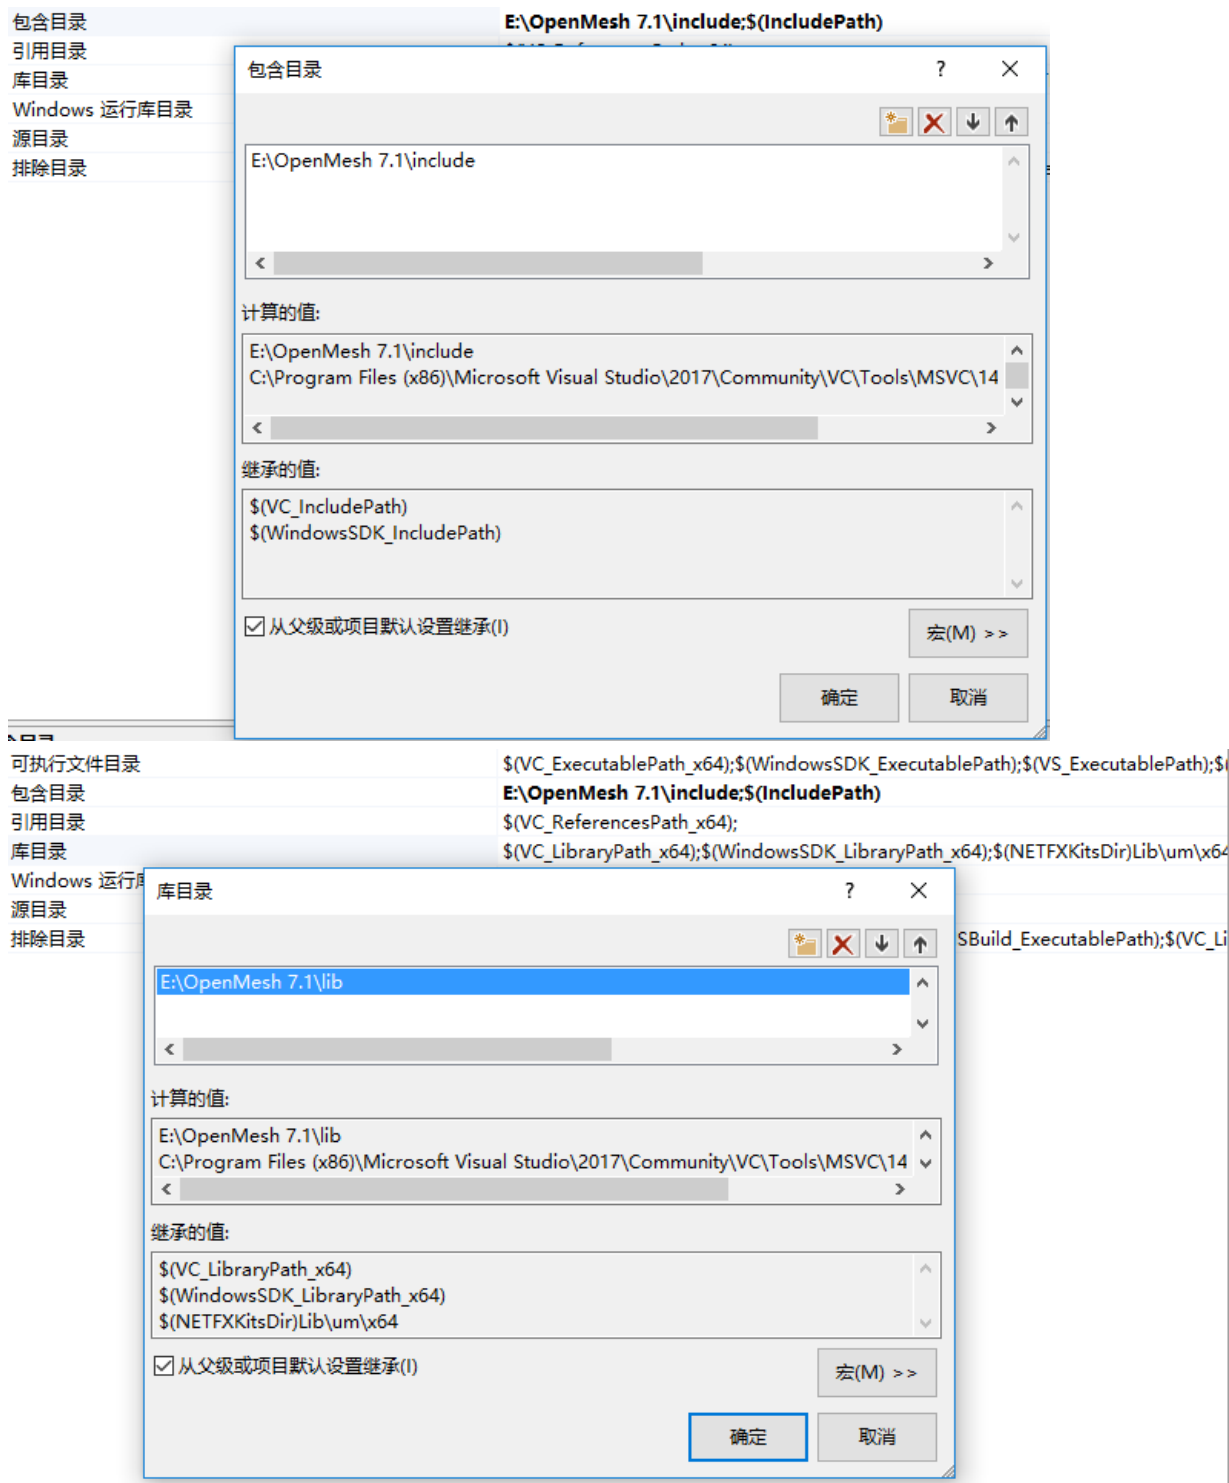 包含目录 E:\OpenMesh 7.1\include;$(IncludePath)
引用目录
库目录
Windows 运行库目录
源目录
排除目录
包含目录 ? ×
E:\OpenMesh 7.1\include
计算的值:
E:\OpenMesh 7.1\include
C:\Program Files (x86)\Microsoft Visual Studio\2017\Community\VC\Tools\MSVC\14
继承的值:
$(VC_IncludePath)
$(WindowsSDK_IncludePath)
从父级或项目默认设置继承(I)
宏(M) >>
确定 取消
可执行文件目录 $(VC_ExecutablePath_x64);$(WindowsSDK_ExecutablePath);$(VS_ExecutablePath);$(
包含目录 E:\OpenMesh 7.1\include;$(IncludePath)
引用目录 $(VC_ReferencesPath_x64);
库目录 $(VC_LibraryPath_x64);$(WindowsSDK_LibraryPath_x64);$(NETFXKitsDir)Lib\um\x64
Windows 运行
源目录
排除目录 SBuild_ExecutablePath);$(VC_Li
库目录 ? ×
E:\OpenMesh 7.1\lib
计算的值:
E:\OpenMesh 7.1\lib
C:\Program Files (x86)\Microsoft Visual Studio\2017\Community\VC\Tools\MSVC\14
继承的值:
$(VC_LibraryPath_x64)
$(WindowsSDK_LibraryPath_x64)
$(NETFXKitsDir)Lib\um\x64
从父级或项目默认设置继承(I)
宏(M) >>
确定 取消